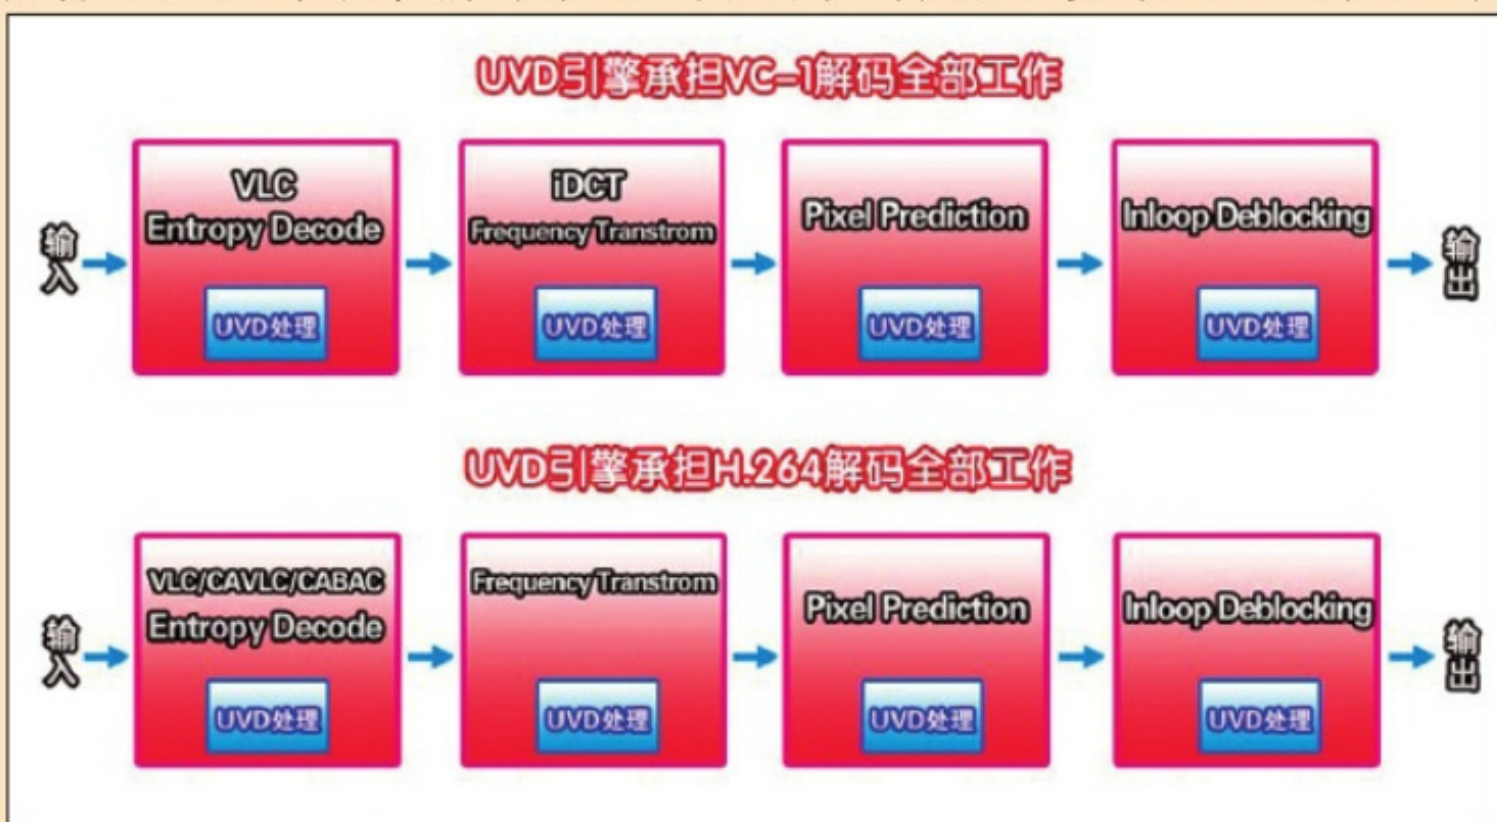 UVD引擎承担VC-1解码全部工作
输入
VLC
Entropy Decode
UVD处理
iDCT
Frequency Transtrom
UVD处理
Pixel Prediction
UVD处理
Inloop Deblocking
UVD处理
输出
UVD引擎承担H.264解码全部工作
输入
VLC/CAVLC/CABAC
Entropy Decode
UVD处理
Frequency Transtrom
UVD处理
Pixel Prediction
UVD处理
Inloop Deblocking
UVD处理
输出